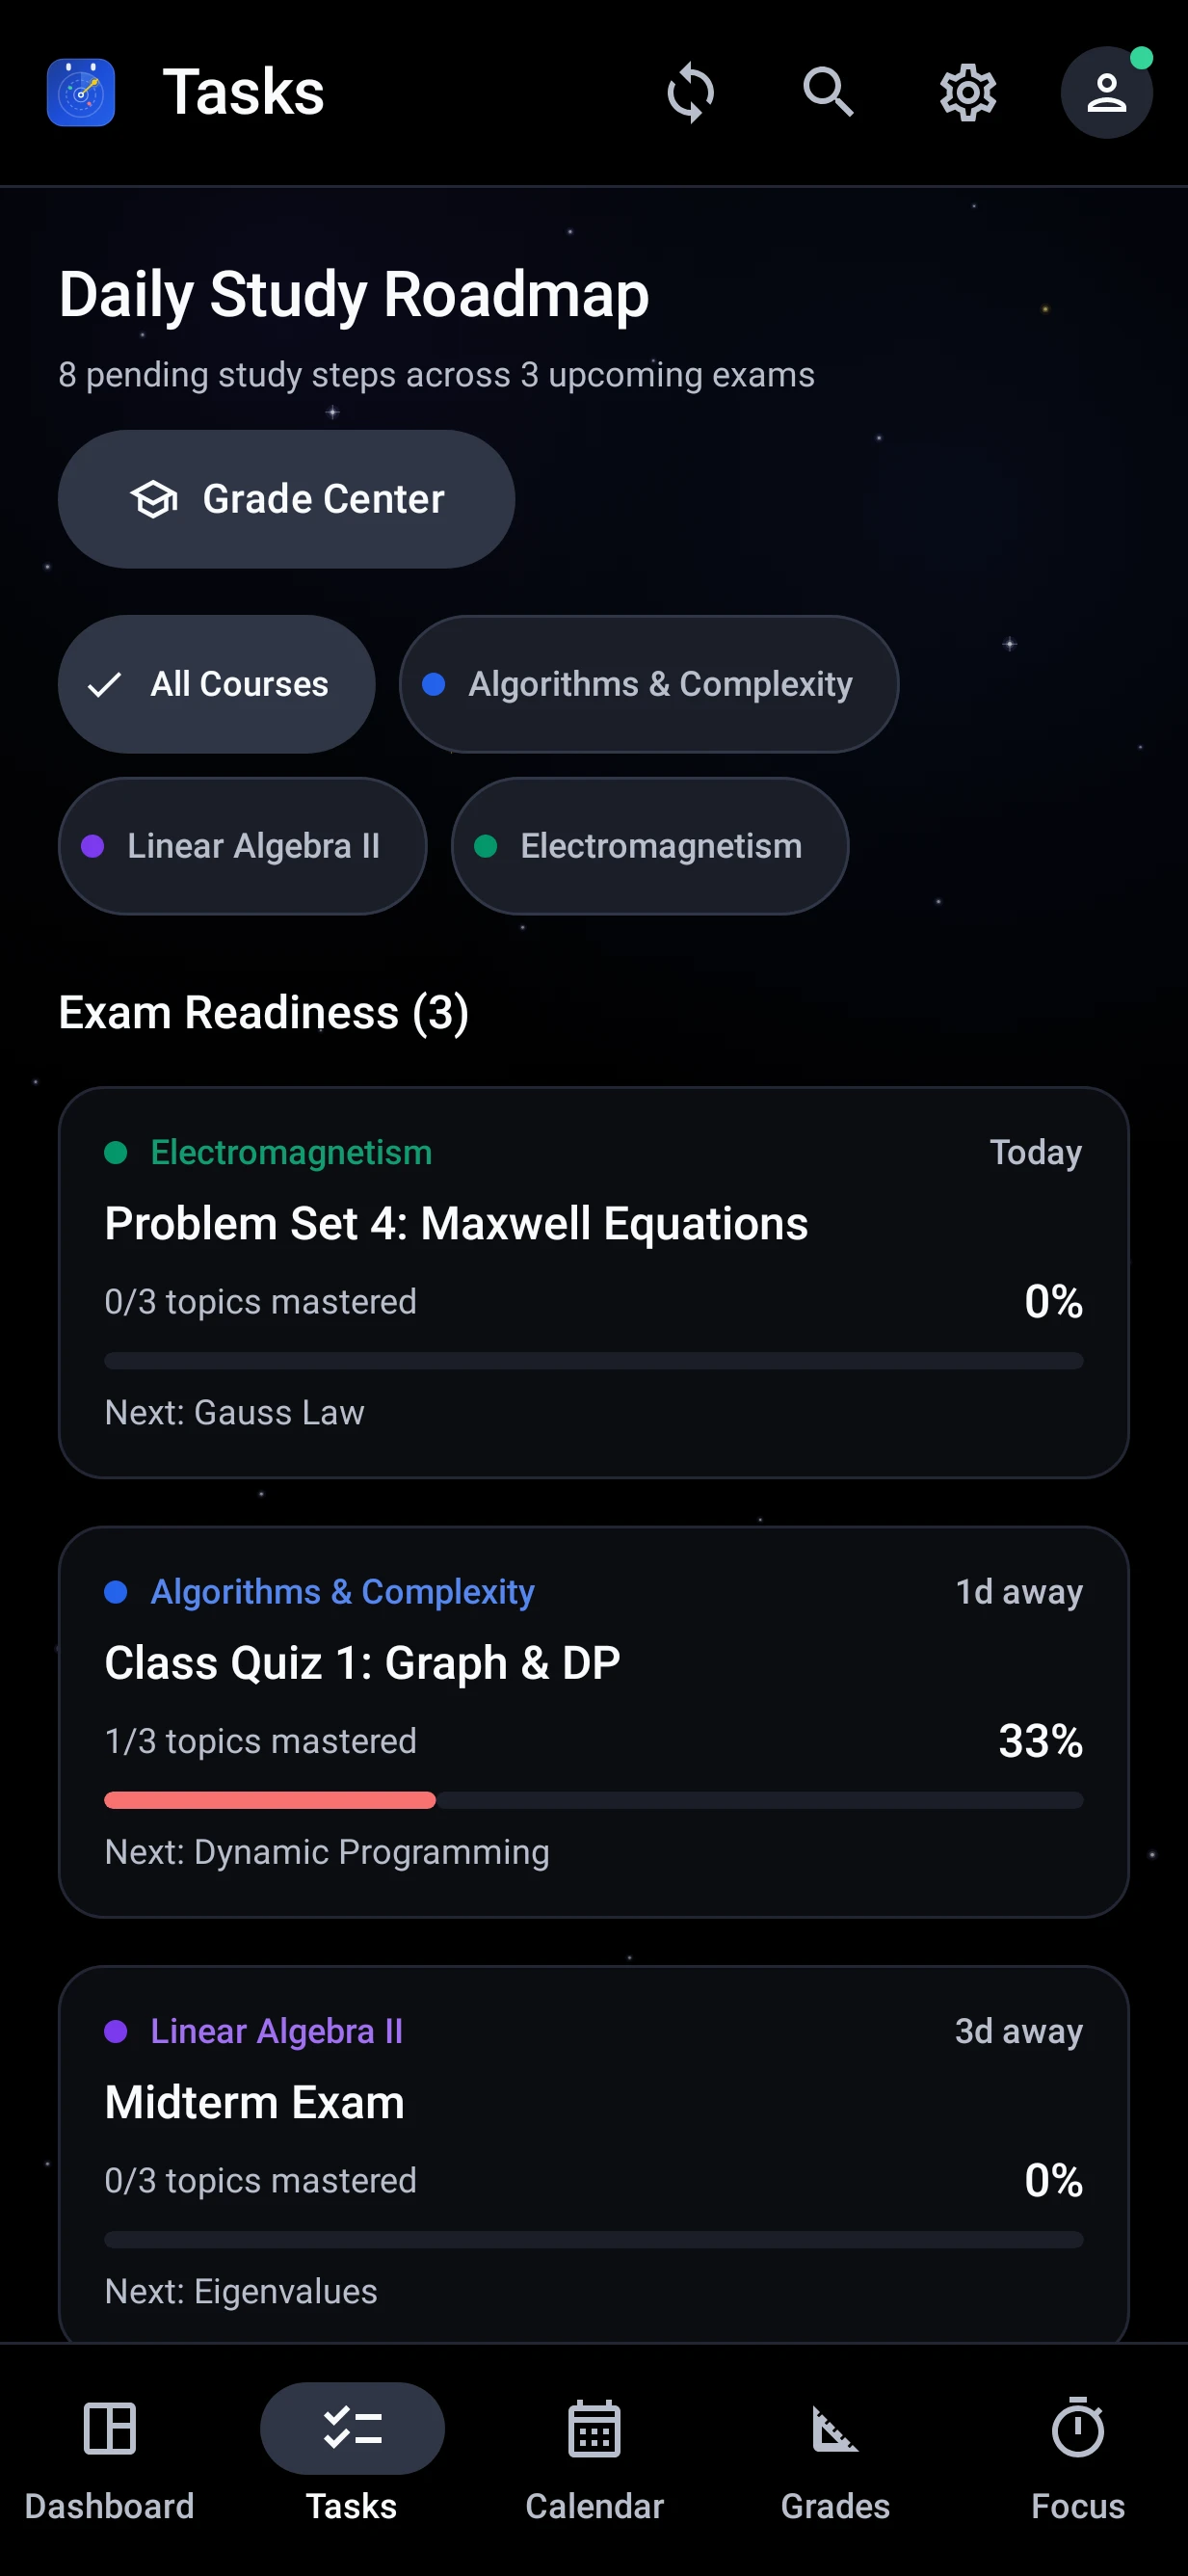 Tasks
Daily Study Roadmap
8 pending study steps across 3 upcoming exams
Grade Center
All Courses
Algorithms & Complexity
Linear Algebra II
Electromagnetism
Exam Readiness (3)
Electromagnetism
Today
Problem Set 4: Maxwell Equations
0/3 topics mastered
0%
Next: Gauss Law
Algorithms & Complexity
1d away
Class Quiz 1: Graph & DP
1/3 topics mastered
33%
Next: Dynamic Programming
Linear Algebra II
3d away
Midterm Exam
0/3 topics mastered
0%
Next: Eigenvalues
Dashboard
Tasks
Calendar
Grades
Focus